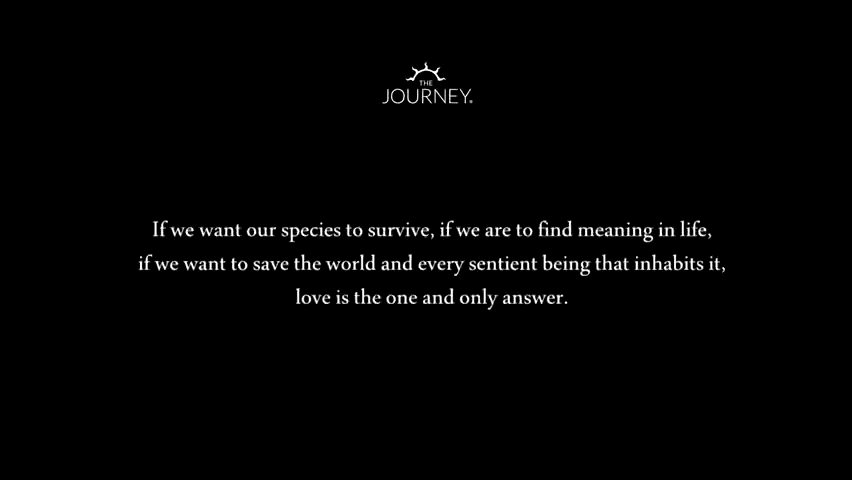 THE
JOURNEY®
If we want our species to survive, if we are to find meaning in life,
if we want to save the world and every sentient being that inhabits it,
love is the one and only answer.